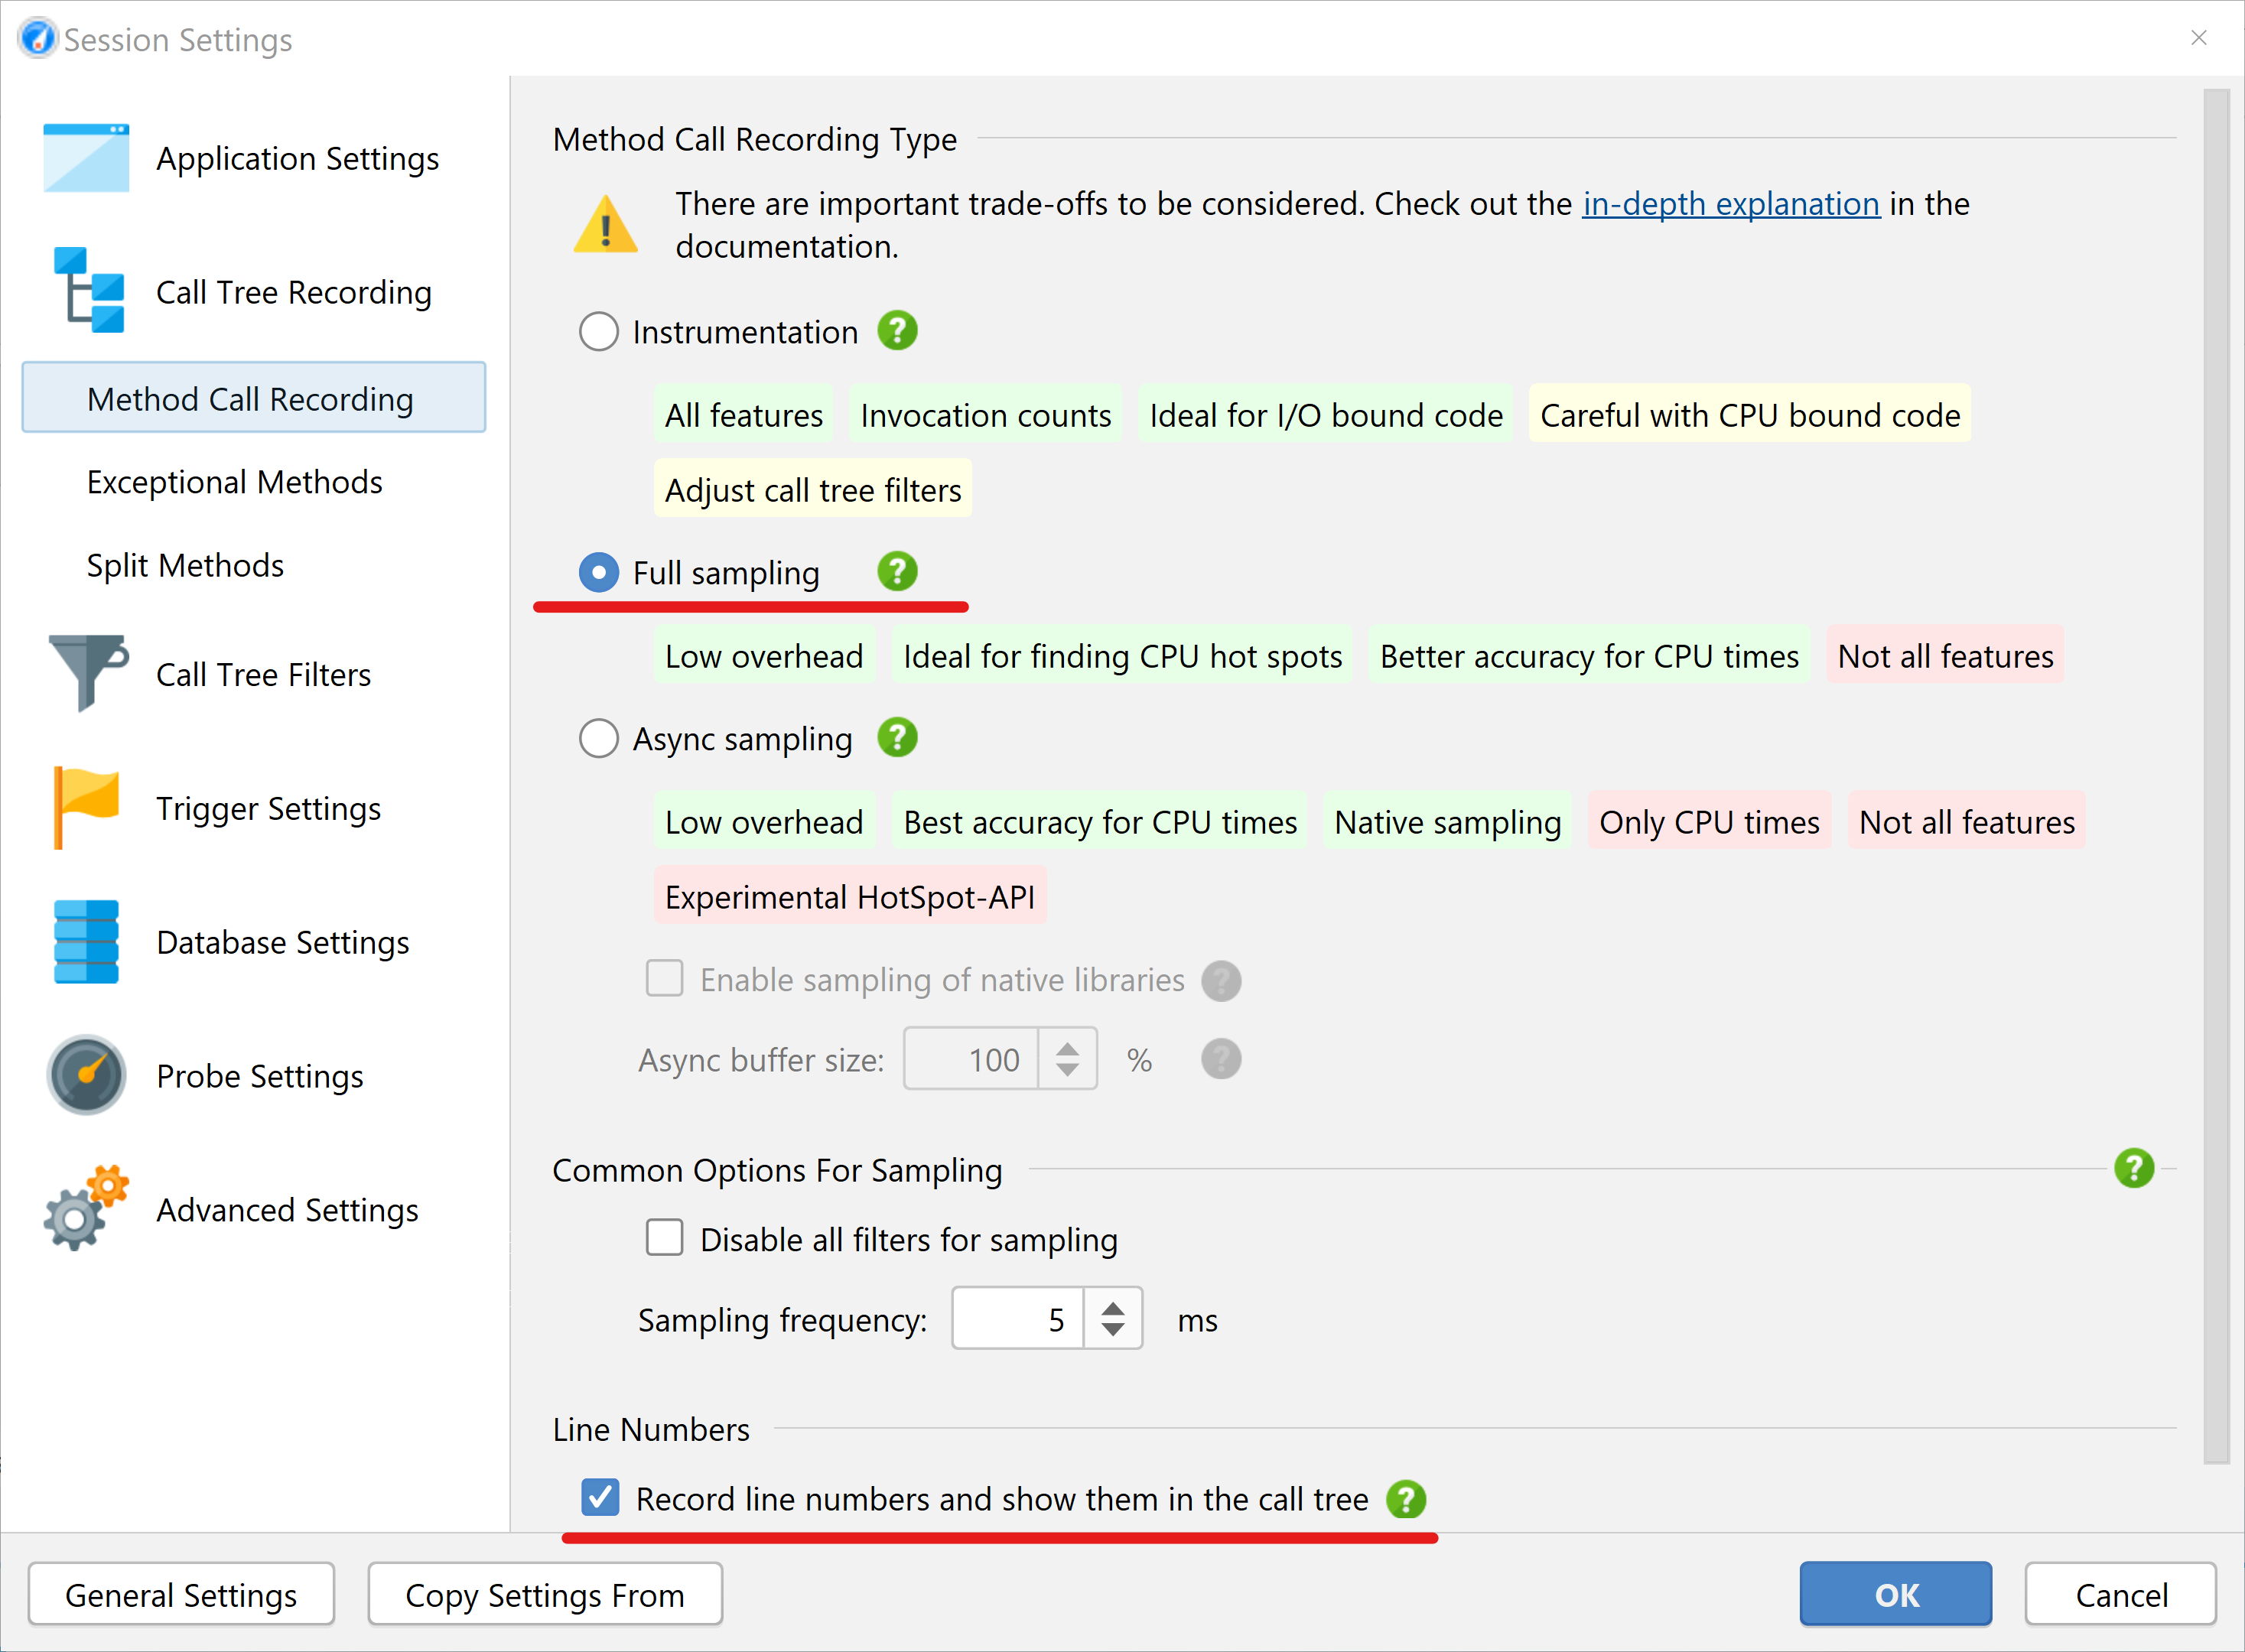 Session Settings
Application Settings
Call Tree Recording
Method Call Recording
Exceptional Methods
Split Methods
Call Tree Filters
Trigger Settings
Database Settings
Probe Settings
Advanced Settings
Method Call Recording Type
There are important trade-offs to be considered. Check out the in-depth explanation in the
documentation.
Instrumentation
All features Invocation counts Ideal for I/O bound code Careful with CPU bound code
Adjust call tree filters
Full sampling
Low overhead Ideal for finding CPU hot spots Better accuracy for CPU times Not all features
Async sampling
Low overhead Best accuracy for CPU times Native sampling Only CPU times Not all features
Experimental HotSpot-API
Enable sampling of native libraries
Async buffer size: 100 %
Common Options For Sampling
Disable all filters for sampling
Sampling frequency: 5 ms
Line Numbers
Record line numbers and show them in the call tree
General Settings Copy Settings From OK Cancel